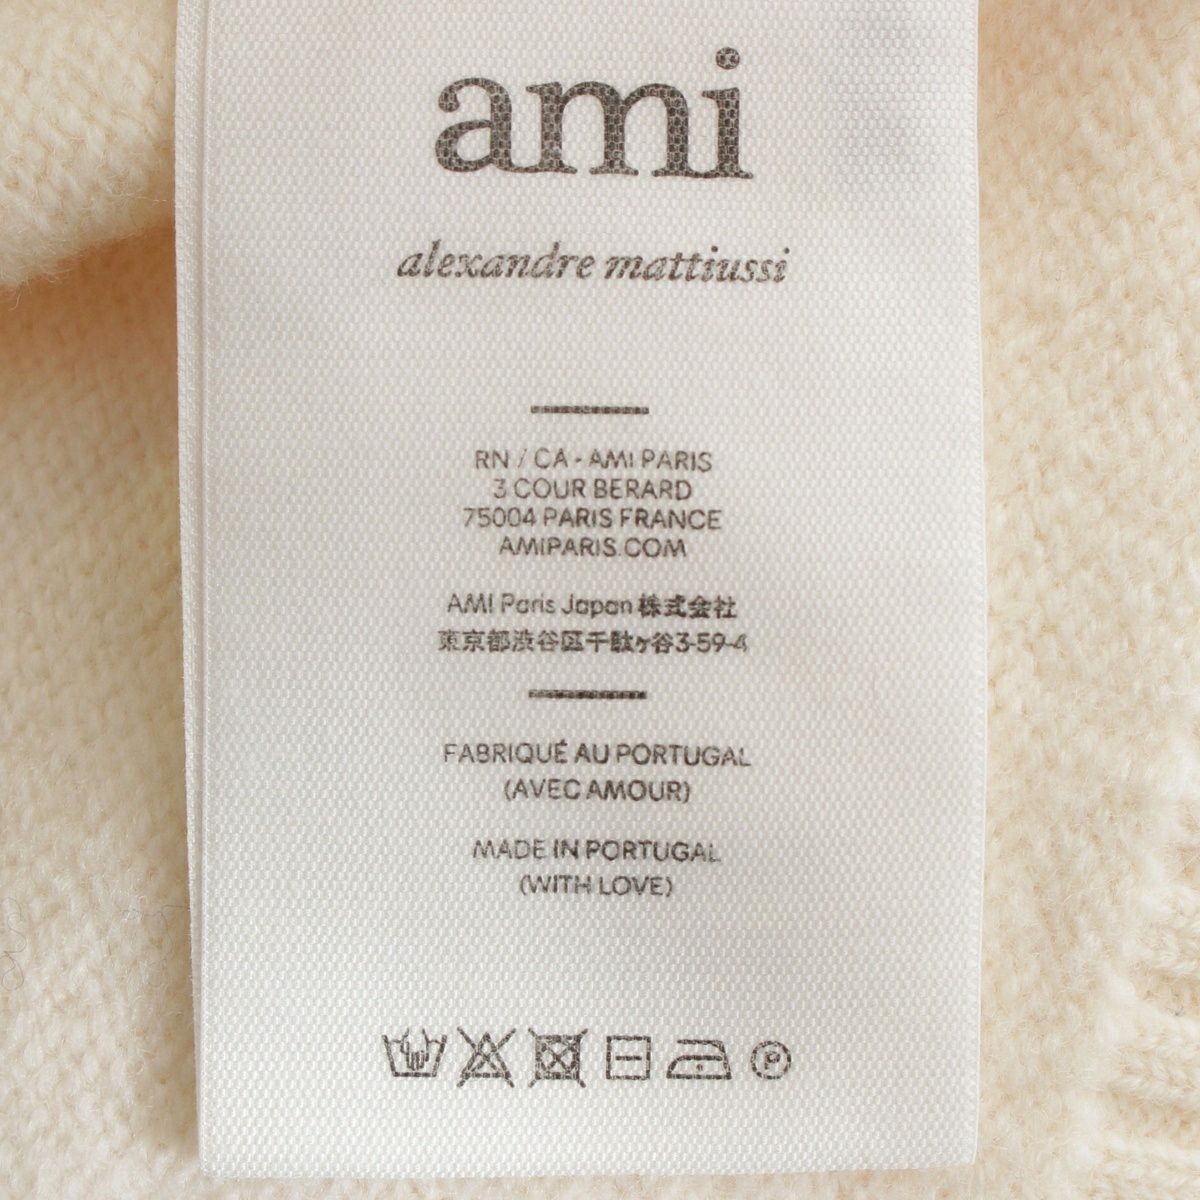 ami
alexandre mattiussi
RN / CA - AMI PARIS
3 COUR BERARD
75004 PARIS FRANCE
AMIPARIS.COM
AMI Paris Japan 株式会社
東京都渋谷区千駄ヶ谷3-59-4
FABRIQUÉ AU PORTUGAL
(AVEC AMOUR)
MADE IN PORTUGAL
(WITH LOVE)
P